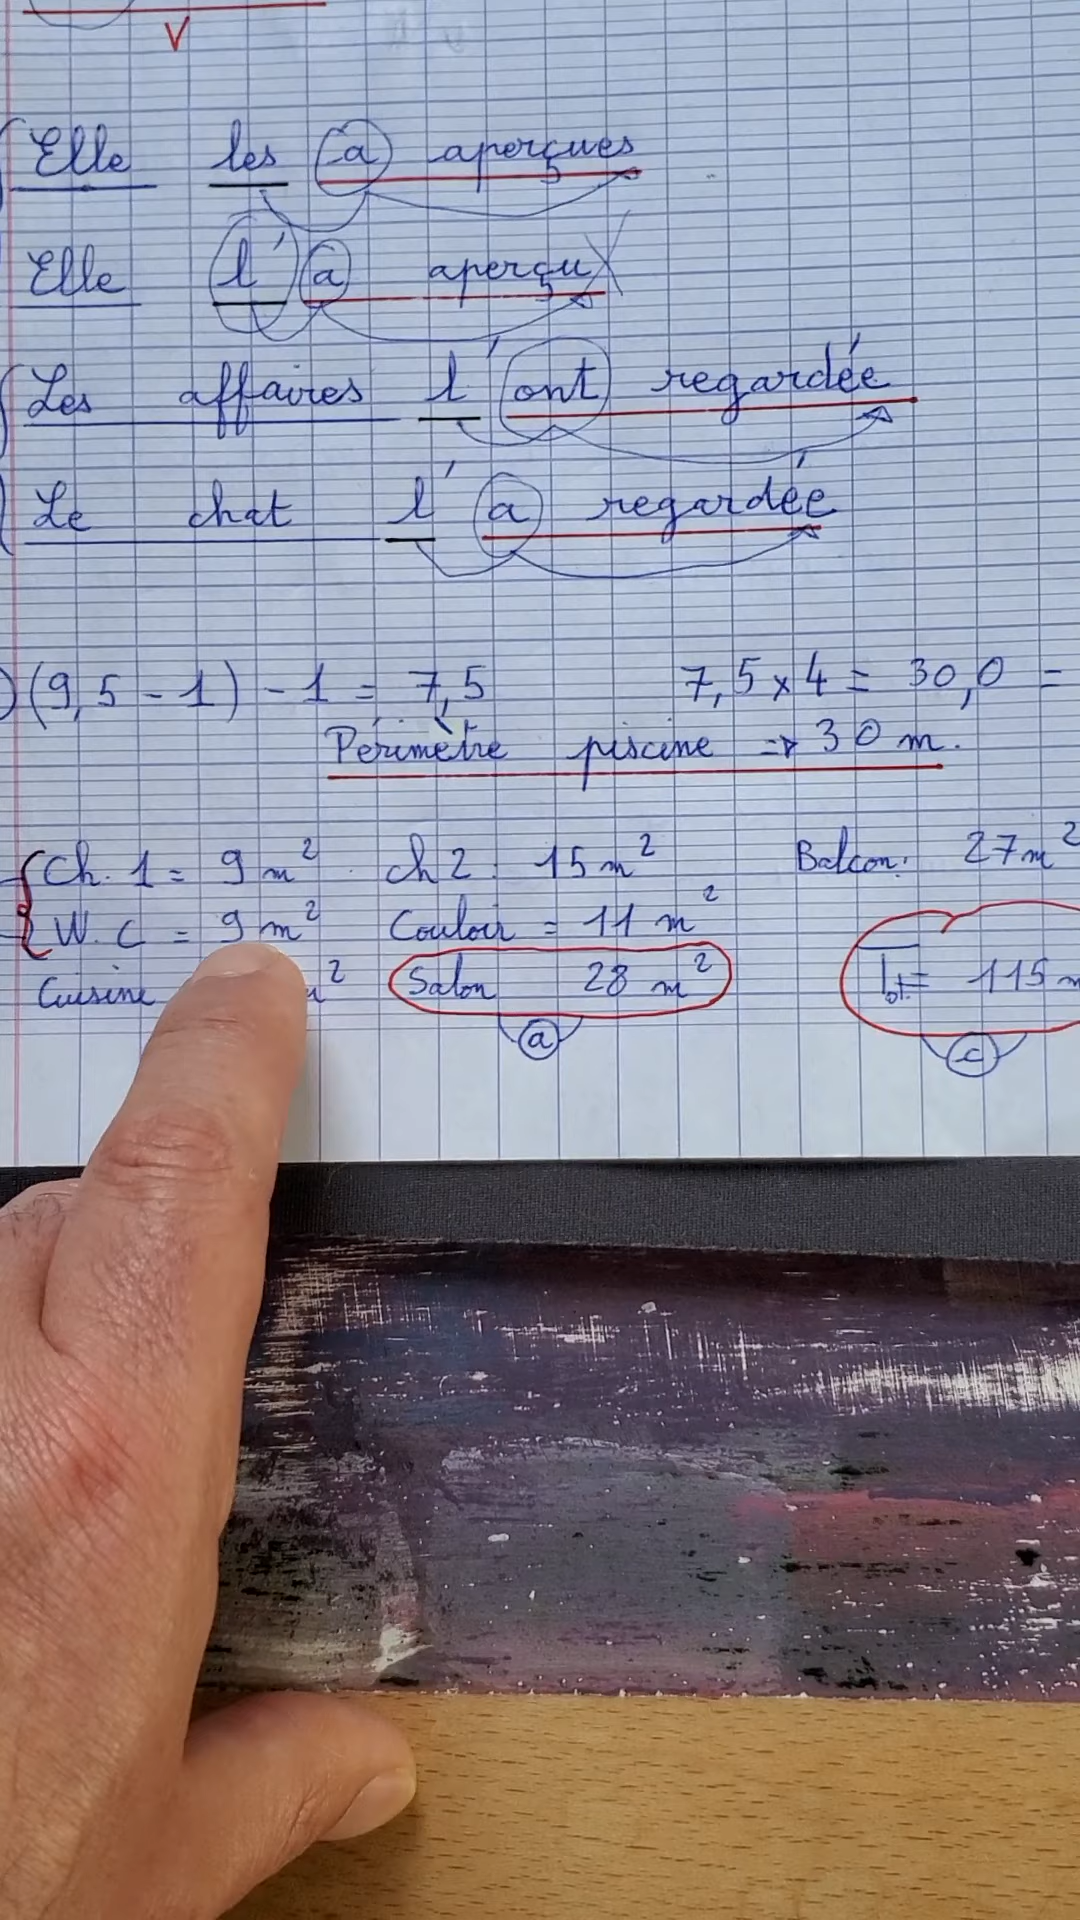 V
Elle les a aperçues
Elle l'a aperçu
Les affaires l'ont regardée
Le chat l'a regardée
(9,5 - 1) - 1 = 7,5 7,5 x 4 = 30,0 =
Périmètre piscine => 30 m.
Ch. 1 = 9 m² ch 2 : 15 m² Balcon: 27 m²
W.C = 9 m² Couloir = 11 m²
Cuisine m² Salon 28 m² Tot. = 115 m
a c